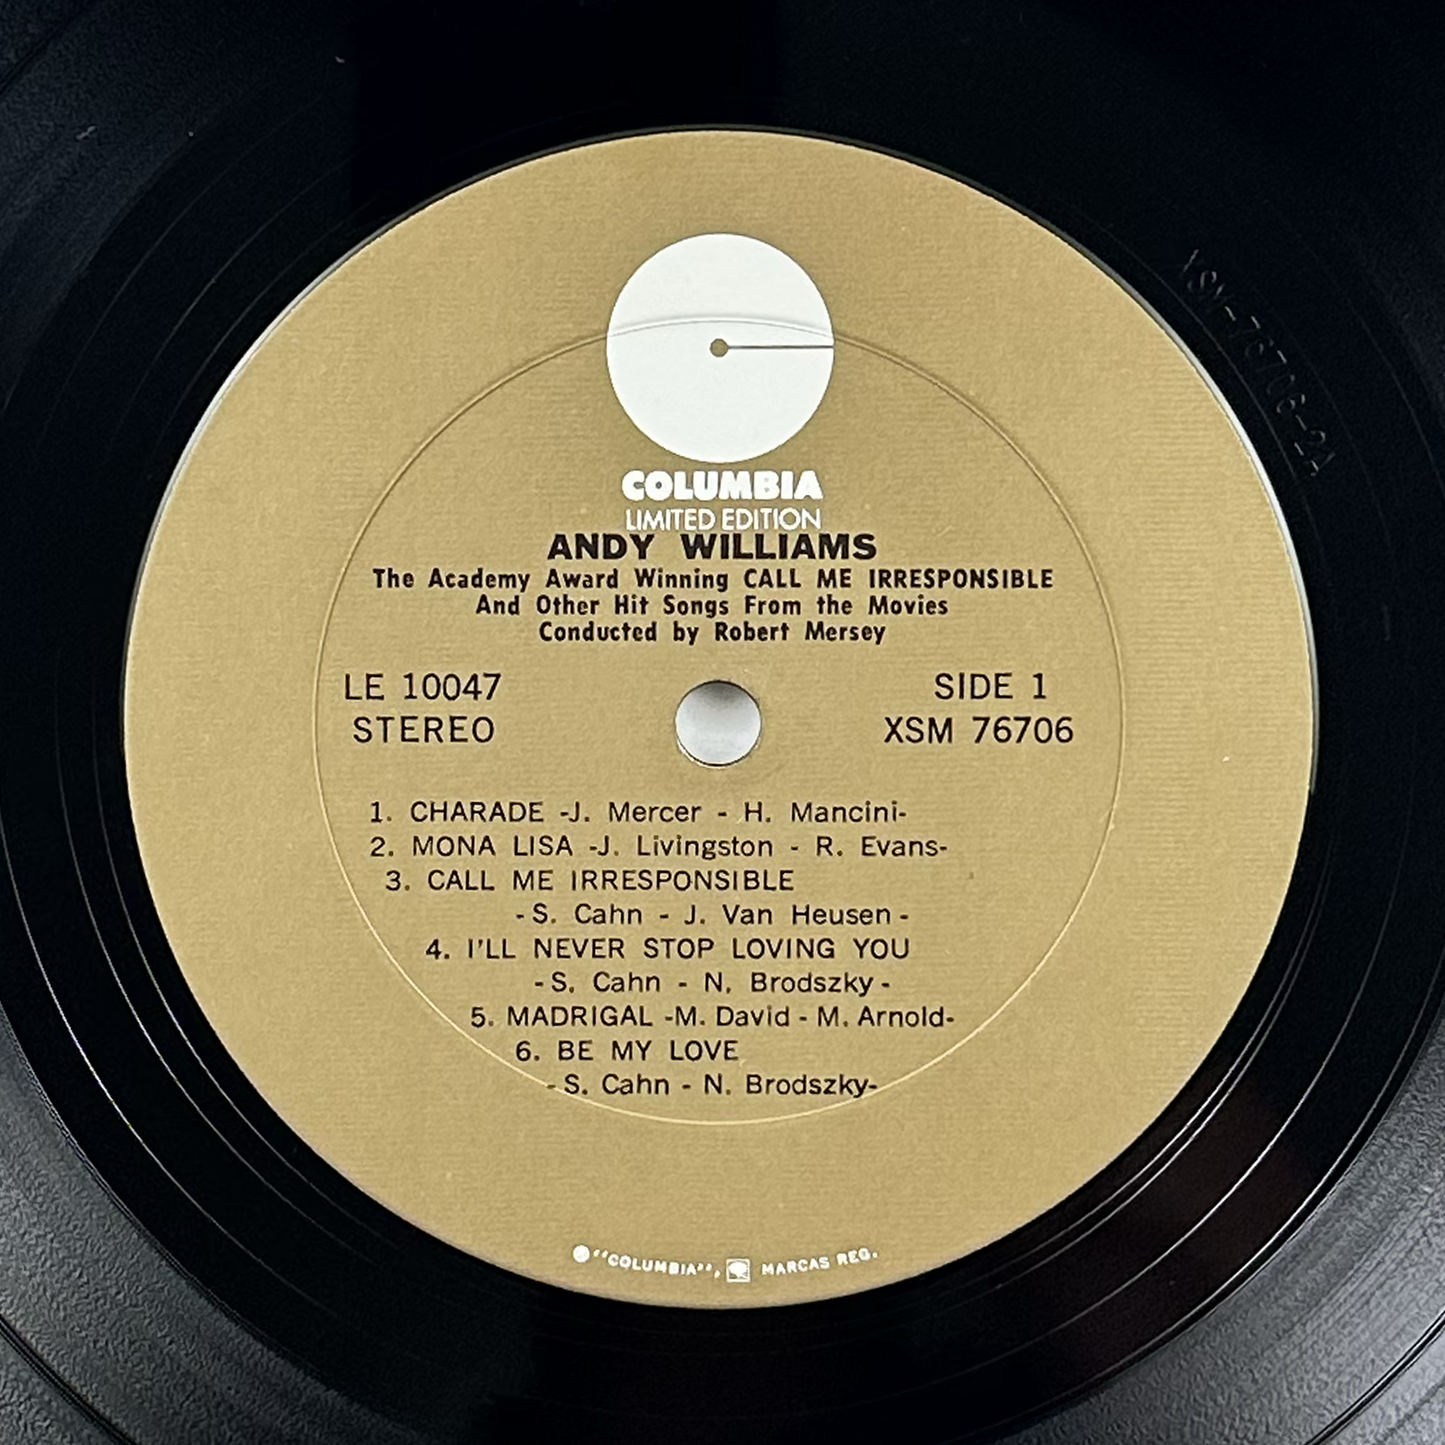 COLUMBIA
LIMITED EDITION
ANDY WILLIAMS
The Academy Award Winning CALL ME IRRESPONSIBLE
And Other Hit Songs From the Movies
Conducted by Robert Mersey
LE 10047
STEREO
SIDE 1
XSM 76706
1. CHARADE -J. Mercer - H. Mancini-
2. MONA LISA -J. Livingston - R. Evans-
3. CALL ME IRRESPONSIBLE
- S. Cahn - J. Van Heusen -
4. I'LL NEVER STOP LOVING YOU
- S. Cahn - N. Brodszky -
5. MADRIGAL -M. David - M. Arnold-
6. BE MY LOVE
- S. Cahn - N. Brodszky-
"COLUMBIA", MARCAS REG.
XSM-76706-2A